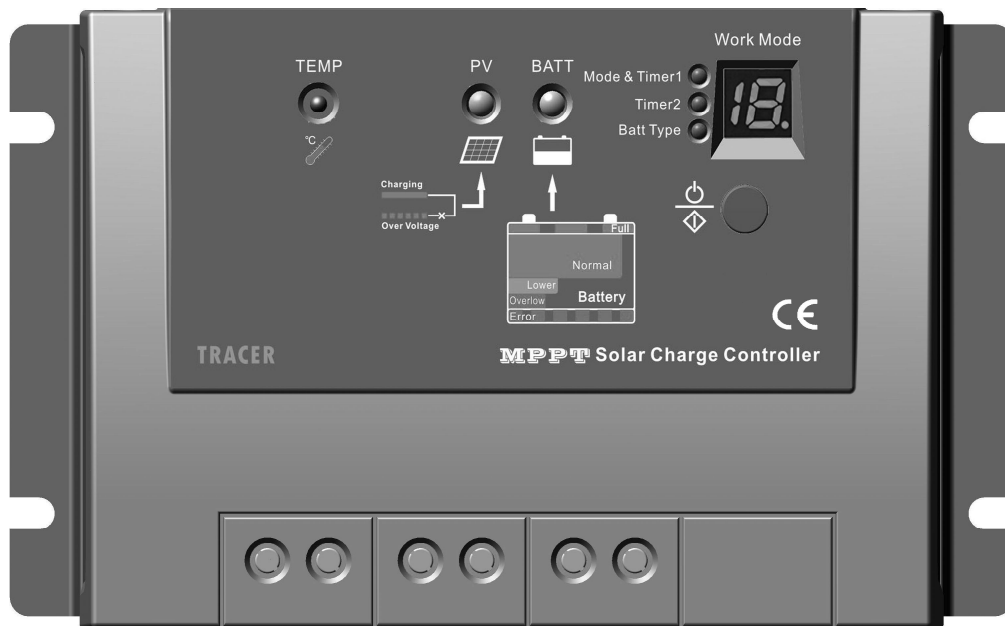 Work Mode
TEMP
PV
BATT
Mode & Timer1
Timer2
Batt Type
18.
°C
Charging
Over Voltage
Full
Normal
Lower
Overlow
Battery
Error
CE
TRACER
MPPT Solar Charge Controller